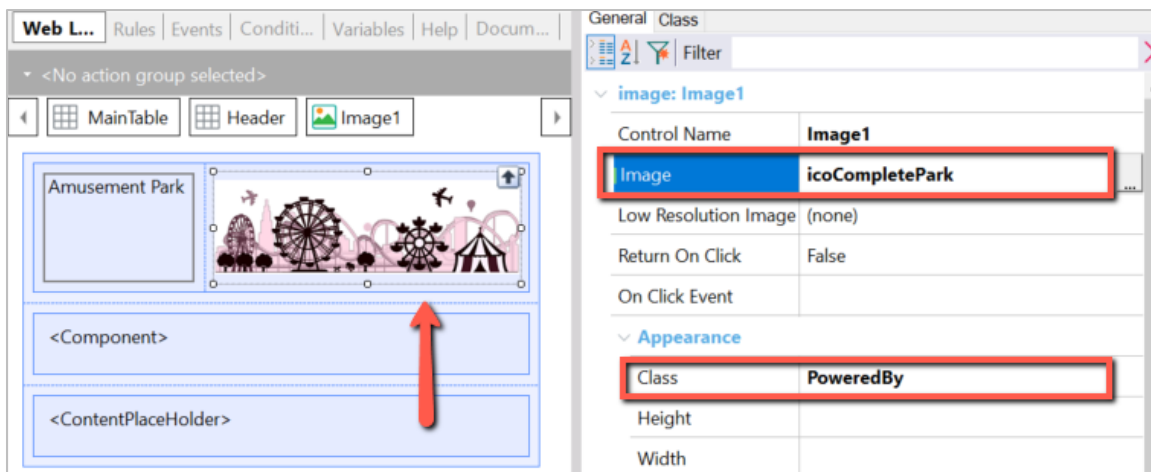 Web L... Rules Events Conditi... Variables Help Docum...
<No action group selected>
MainTable Header Image1
Amusement Park
<Component>
<ContentPlaceHolder>
General Class
Filter
image: Image1
Control Name Image1
Image icoCompletePark ...
Low Resolution Image (none)
Return On Click False
On Click Event
Appearance
Class PoweredBy
Height
Width